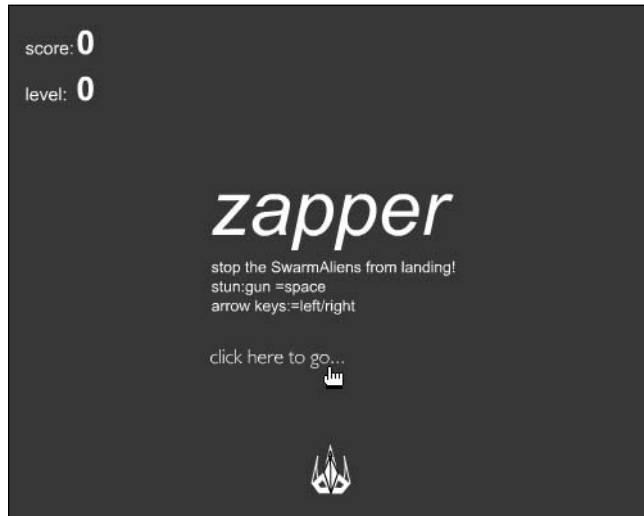 score: 0
level: 0
zapper
stop the SwarmAliens from landing!
stun:gun =space
arrow keys:=left/right
click here to go...